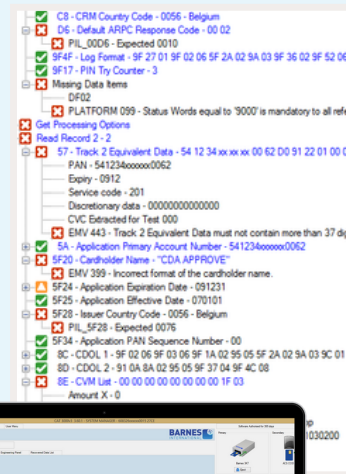 C8 - CRM Country Code - 0056 - Belgium
D6 - Default ARPC Response Code - 00 02
PIL_00D6 - Expected 0010
9F4F - Log Format - 9F 27 01 9F 02 06 5F 2A 02 9A 03 9F 36 02 9F 52 06
9F17 - PIN Try Counter - 3
Missing Data Items
DF02
PLATFORM 099 - Status Words equal to '9000' is mandatory to all refe
Get Processing Options
Read Record 2 - 2
57 - Track 2 Equivalent Data - 54 12 34 xx xx xx 00 62 D0 91 22 01 00 0
PAN - 541234xxxxxx0062
Expiry - 0912
Service code - 201
Discretionary data - 00000000000000
CVC Extracted for Test 000
EMV 443 - Track 2 Equivalent Data must not contain more than 37 dig
5A - Application Primary Account Number - 541234xxxxxx0062
5F20 - Cardholder Name - "CDA APPROVE"
EMV 399 - Incorrect format of the cardholder name.
5F24 - Application Expiration Date - 091231
5F25 - Application Effective Date - 070101
5F28 - Issuer Country Code - 0056 - Belgium
PIL_5F28 - Expected 0076
5F34 - Application PAN Sequence Number - 00
8C - CDOL 1 - 9F 02 06 9F 03 06 9F 1A 02 95 05 5F 2A 02 9A 03 9C 01
8D - CDOL 2 - 91 0A 8A 02 95 05 9F 37 04 9F 4C 08
8E - CVM List - 00 00 00 00 00 00 00 00 1F 03
Amount X - 0
BARNES
1030200